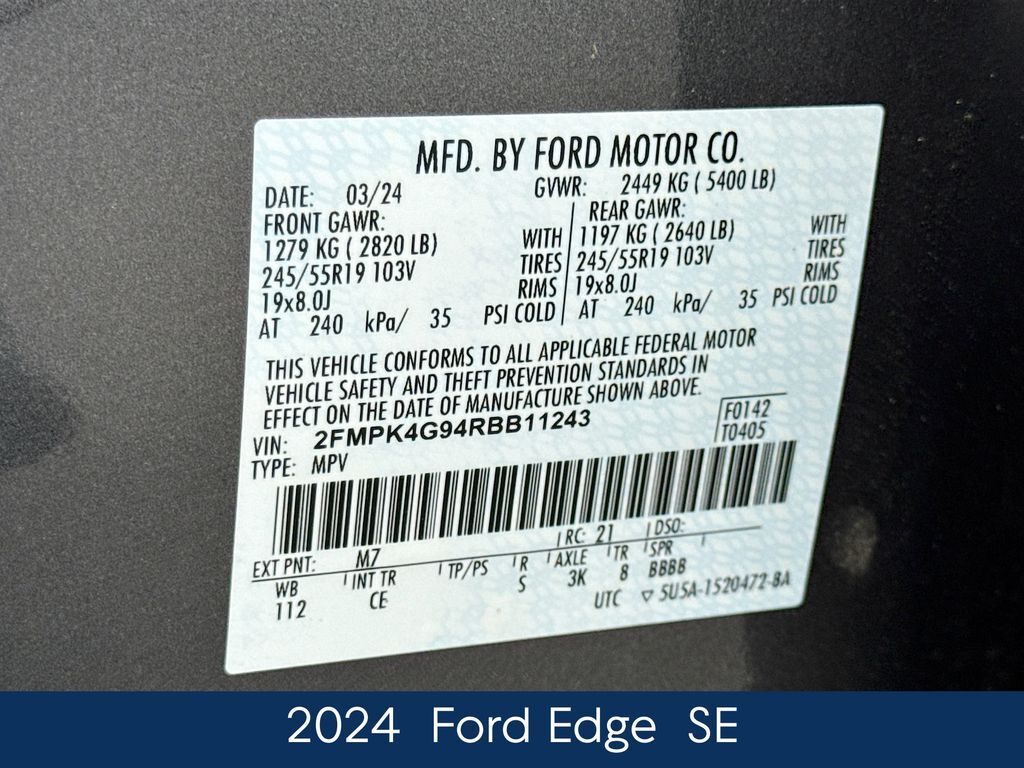 MFD. BY FORD MOTOR CO.
DATE: 03/24 GVWR: 2449 KG ( 5400 LB)
FRONT GAWR: REAR GAWR:
1279 KG ( 2820 LB) WITH 1197 KG ( 2640 LB) WITH
245/55R19 103V TIRES 245/55R19 103V TIRES
19x8.0J RIMS 19x8.0J RIMS
AT 240 kPa/ 35 PSI COLD AT 240 kPa/ 35 PSI COLD
THIS VEHICLE CONFORMS TO ALL APPLICABLE FEDERAL MOTOR
VEHICLE SAFETY AND THEFT PREVENTION STANDARDS IN
EFFECT ON THE DATE OF MANUFACTURE SHOWN ABOVE.
VIN: 2FMPK4G94RBB11243 F0142
TYPE: MPV T0405
EXT PNT: M7 RC: 21 DSO:
WB INT TR TP/PS R AXLE TR SPR
112 CE S 3K 8 BBBB
UTC ▽ 5U5A-1520472-BA
2024 Ford Edge SE